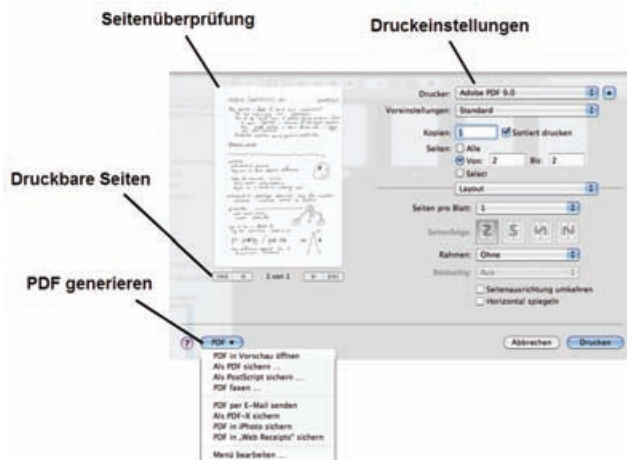 Seitenüberprüfung
Druckeinstellungen
Drucker: Adobe PDF 9.0
Voreinstellungen: Standard
Kopien: 1 Sortiert drucken
Seiten: Alle
Von: 2 Bis: 2
Select
Layout
Druckbare Seiten
Seiten pro Blatt: 1
Seitenfolge:
Rahmen: Ohne
Beidseitig: Aus
Seitenausrichtung umkehren
Horizontal spiegeln
1 von 1
PDF generieren
? PDF Abbrechen Drucken
PDF in Vorschau öffnen
Als PDF sichern ...
Als PostScript sichern ...
PDF faxen ...
PDF per E-Mail senden
Als PDF-X sichern
PDF in iPhoto sichern
PDF in „Web Receipts" sichern
Menü bearbeiten ...